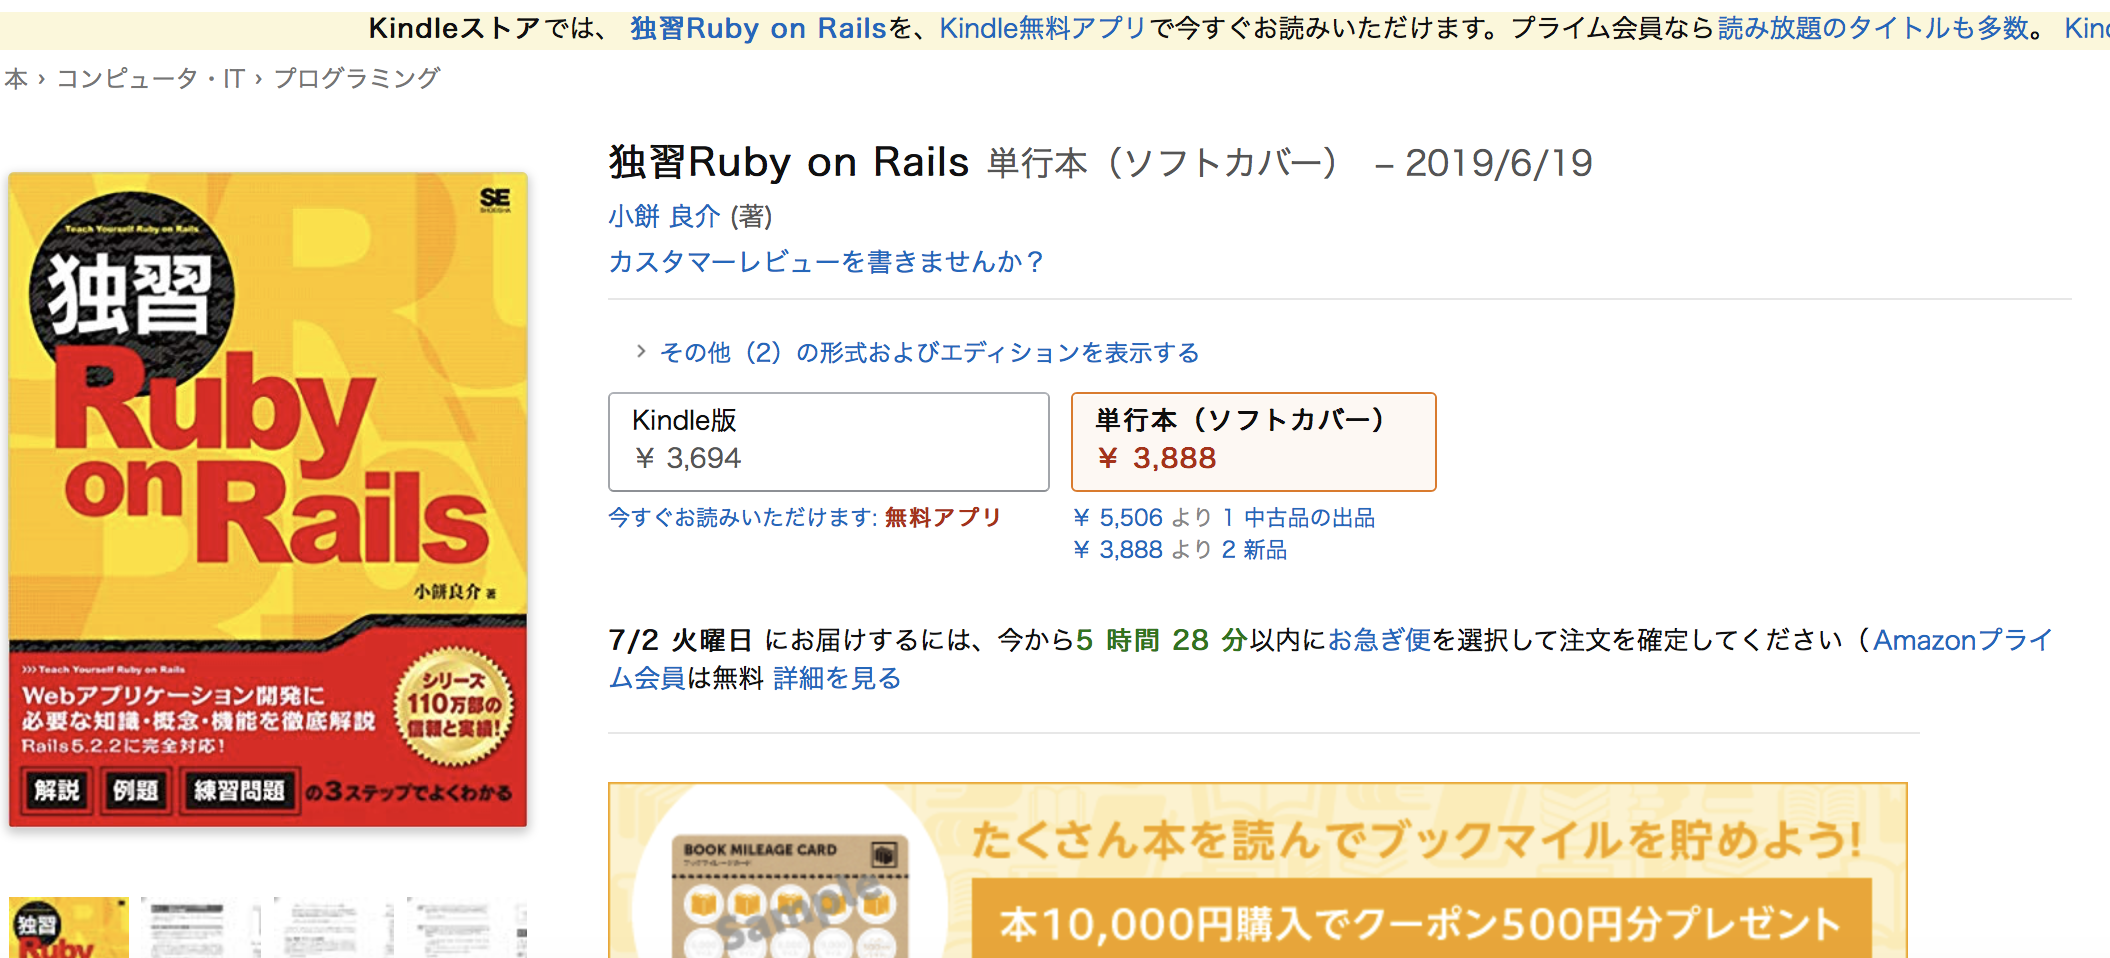 Kindleストアでは、 独習Ruby on Railsを、Kindle無料アプリで今すぐお読みいただけます。プライム会員なら読み放題のタイトルも多数。
本 › コンピュータ・IT › プログラミング
独習Ruby on Rails 単行本（ソフトカバー） – 2019/6/19
小餅 良介 (著)
カスタマーレビューを書きませんか？
› その他（2）の形式およびエディションを表示する
Kindle版
¥ 3,694
単行本（ソフトカバー）
¥ 3,888
今すぐお読みいただけます: 無料アプリ
¥ 5,506 より 1 中古品の出品
¥ 3,888 より 2 新品
7/2 火曜日 にお届けするには、今から5 時間 28 分以内にお急ぎ便を選択して注文を確定してください（Amazonプライ
ム会員は無料 詳細を見る
SE
SHOEISHA
Teach Yourself Ruby on Rails
独習
Ruby
on Rails
小餅良介 著
>>> Teach Yourself Ruby on Rails
Webアプリケーション開発に
必要な知識・概念・機能を徹底解説
Rails5.2.2に完全対応！
シリーズ
110万部の
信頼と実績!
解説 例題 練習問題 の3ステップでよくわかる
たくさん本を読んでブックマイルを貯めよう!
本10,000円購入でクーポン500円分プレゼント
BOOK MILEAGE CARD
ブックマイレージカード
Sample
独習
Ruby